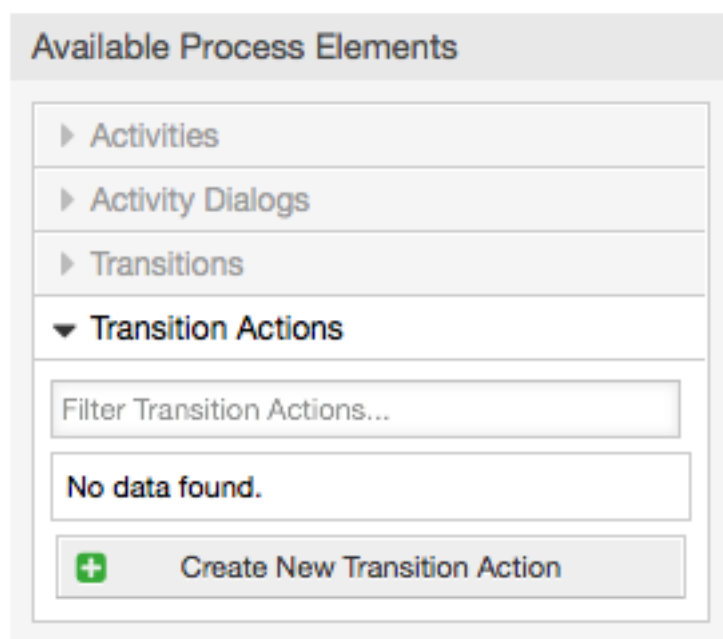 Available Process Elements
Activities
Activity Dialogs
Transitions
Transition Actions
Filter Transition Actions...
No data found.
Create New Transition Action